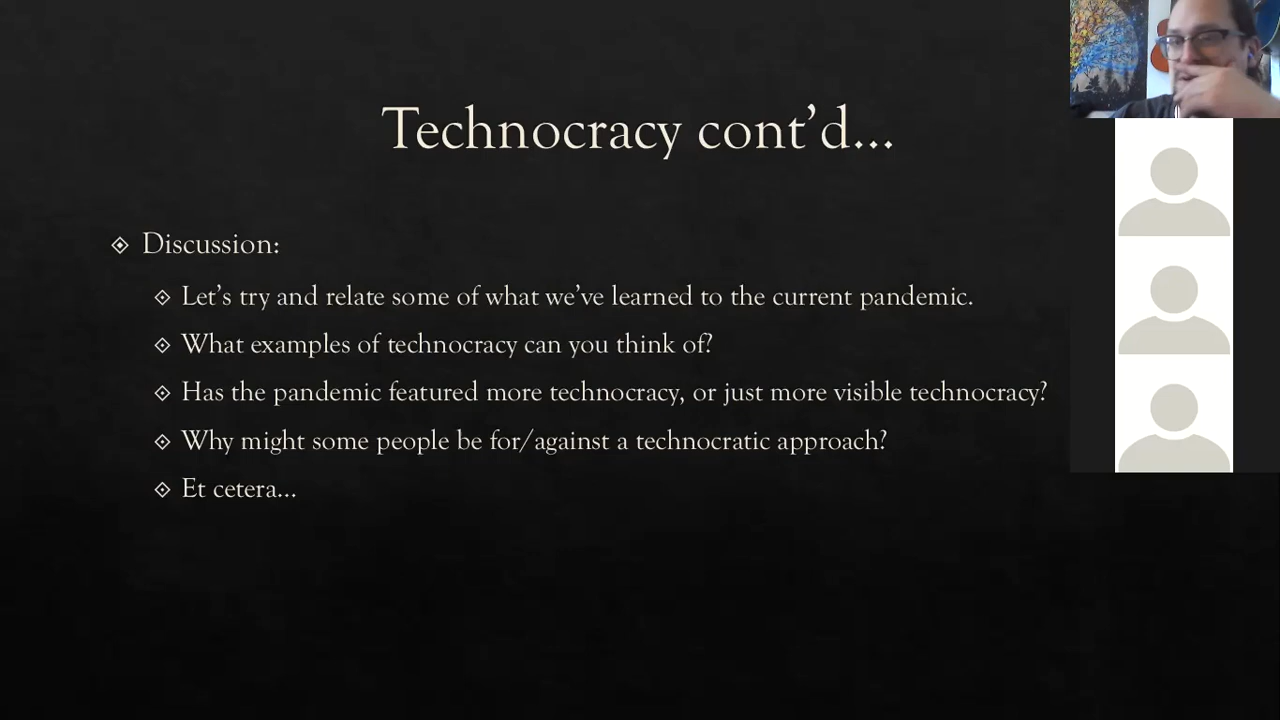 Technocracy cont’d…
Discussion:
Let’s try and relate some of what we’ve learned to the current pandemic.
What examples of technocracy can you think of?
Has the pandemic featured more technocracy, or just more visible technocracy?
Why might some people be for/against a technocratic approach?
Et cetera…